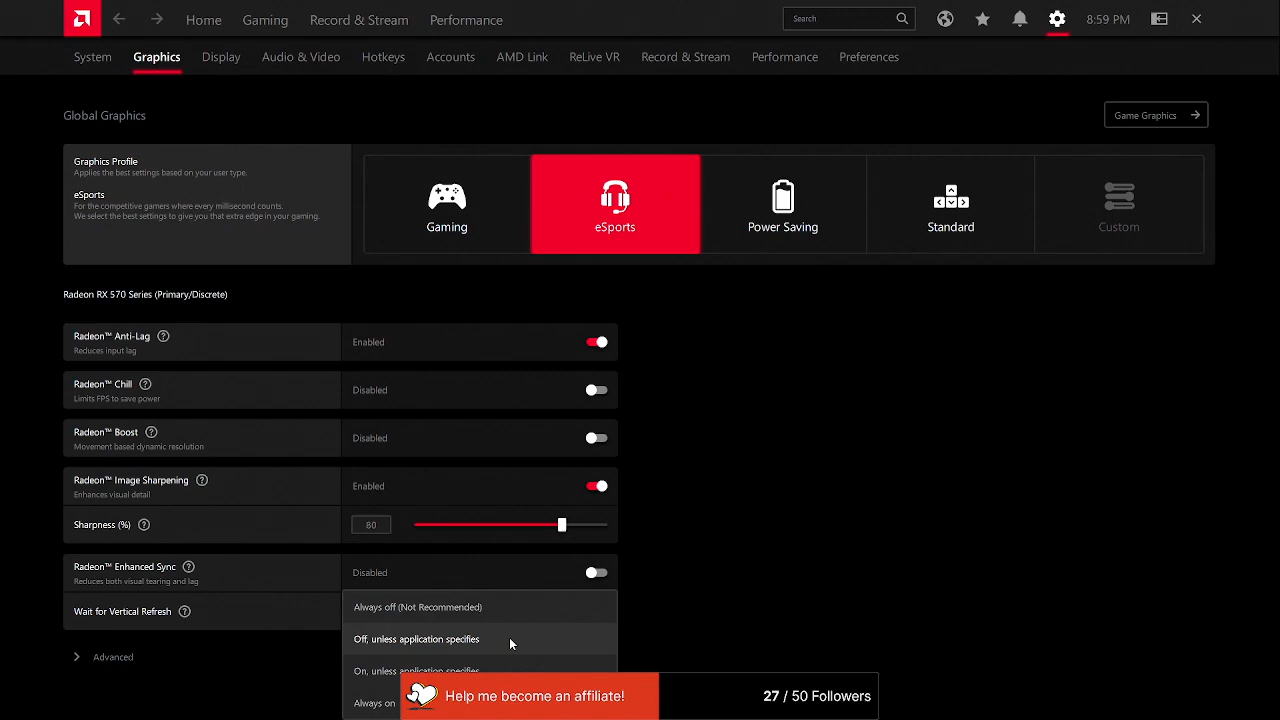 Home
Gaming
Record & Stream
Performance
Search
8:59 PM
System
Graphics
Display
Audio & Video
Hotkeys
Accounts
AMD Link
ReLive VR
Record & Stream
Performance
Preferences
Global Graphics
Game Graphics
Graphics Profile
Applies the best settings based on your user type.
eSports
For the competitive gamers where every millisecond counts.
We select the best settings to give you that extra edge in your gaming.
Gaming
eSports
Power Saving
Standard
Custom
Radeon RX 570 Series (Primary/Discrete)
Radeon™ Anti-Lag
Reduces input lag
Enabled
Radeon™ Chill
Limits FPS to save power
Disabled
Radeon™ Boost
Movement based dynamic resolution
Disabled
Radeon™ Image Sharpening
Enhances visual detail
Enabled
Sharpness (%)
80
Radeon™ Enhanced Sync
Reduces both visual tearing and lag
Disabled
Wait for Vertical Refresh
Always off (Not Recommended)
Off, unless application specifies
On, unless application specifies
Always on
Advanced
Help me become an affiliate!
27 / 50 Followers